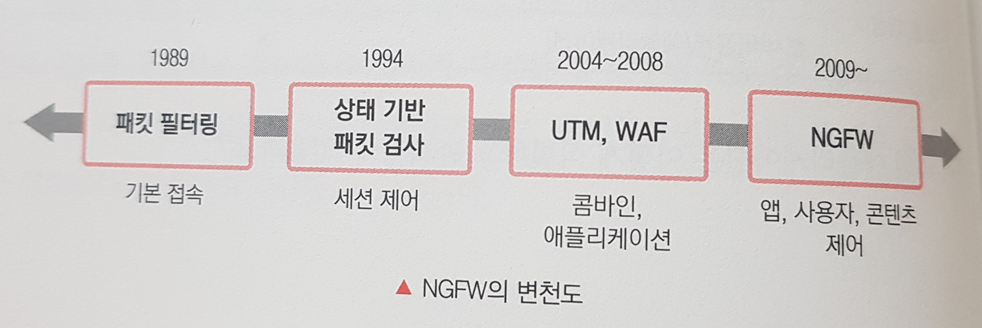 1989
패킷 필터링
기본 접속
1994
상태 기반
패킷 검사
세션 제어
2004~2008
UTM, WAF
콤바인,
애플리케이션
2009~
NGFW
앱, 사용자, 콘텐츠
제어
▲ NGFW의 변천도